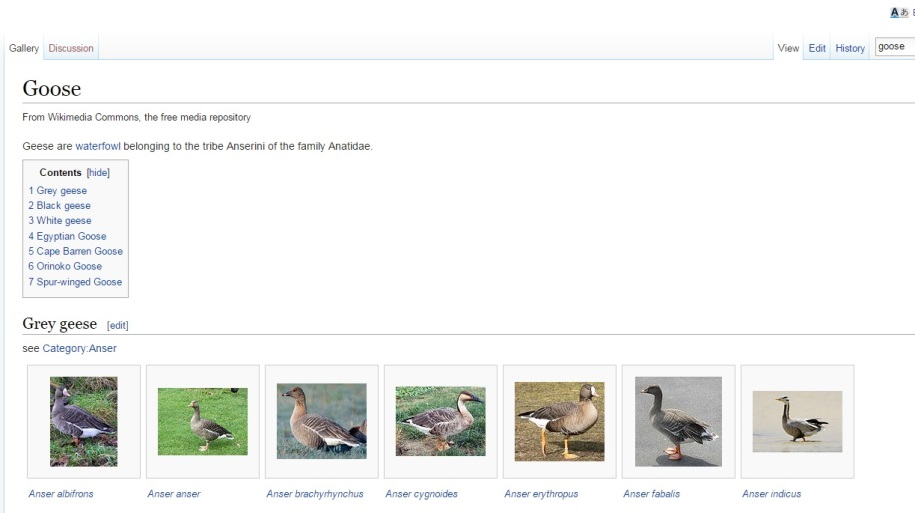 Gallery Discussion View Edit History goose
Goose
From Wikimedia Commons, the free media repository
Geese are waterfowl belonging to the tribe Anserini of the family Anatidae.
Contents [hide]
1 Grey geese
2 Black geese
3 White geese
4 Egyptian Goose
5 Cape Barren Goose
6 Orinoko Goose
7 Spur-winged Goose
Grey geese [edit]
see Category:Anser
Anser albifrons Anser anser Anser brachyrhynchus Anser cygnoides Anser erythropus Anser fabalis Anser indicus